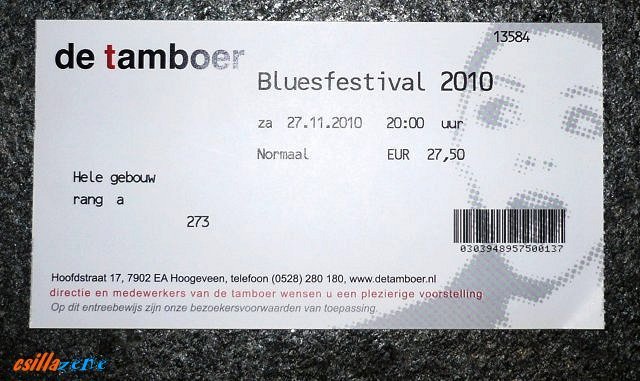 13584
de tamboer
Bluesfestival 2010
za 27.11.2010 20:00 uur
Normaal EUR 27,50
Hele gebouw
rang a
273
0303948957500137
Hoofdstraat 17, 7902 EA Hoogeveen, telefoon (0528) 280 180, www.detamboer.nl
directie en medewerkers van de tamboer wensen u een plezierige voorstelling
Op dit entreebewijs zijn onze bezoekersvoorwaarden van toepassing.
csillazefve